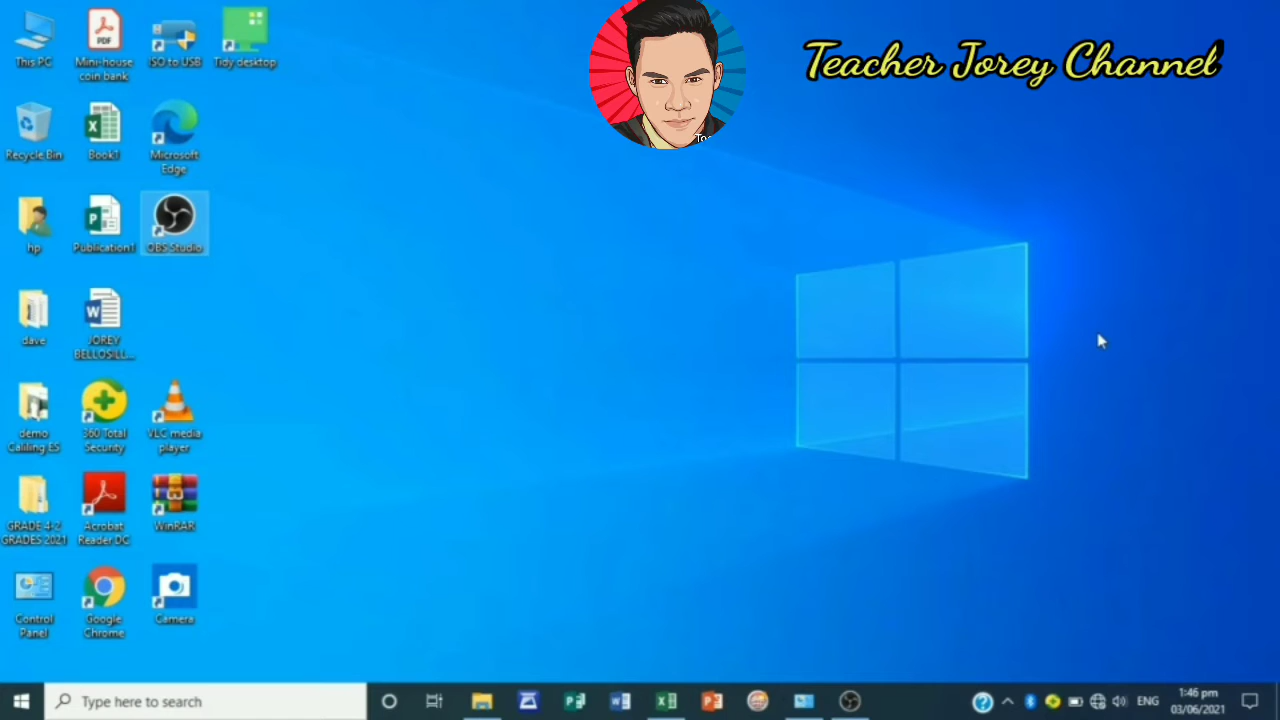 Teacher Jorey Channel
This PC
Mini-house
coin bank
ISO to USB
Tidy desktop
Recycle Bin
Book1
Microsoft
Edge
hp
Publication1
OBS Studio
dave
JOREY
BELLOSILL...
demo
Caliling ES
360 Total
Security
VLC media
player
GRADE 4-2
GRADES 2021
Acrobat
Reader DC
WinRAR
Control
Panel
Google
Chrome
Camera
Type here to search
ENG
1:46 pm
03/06/2021